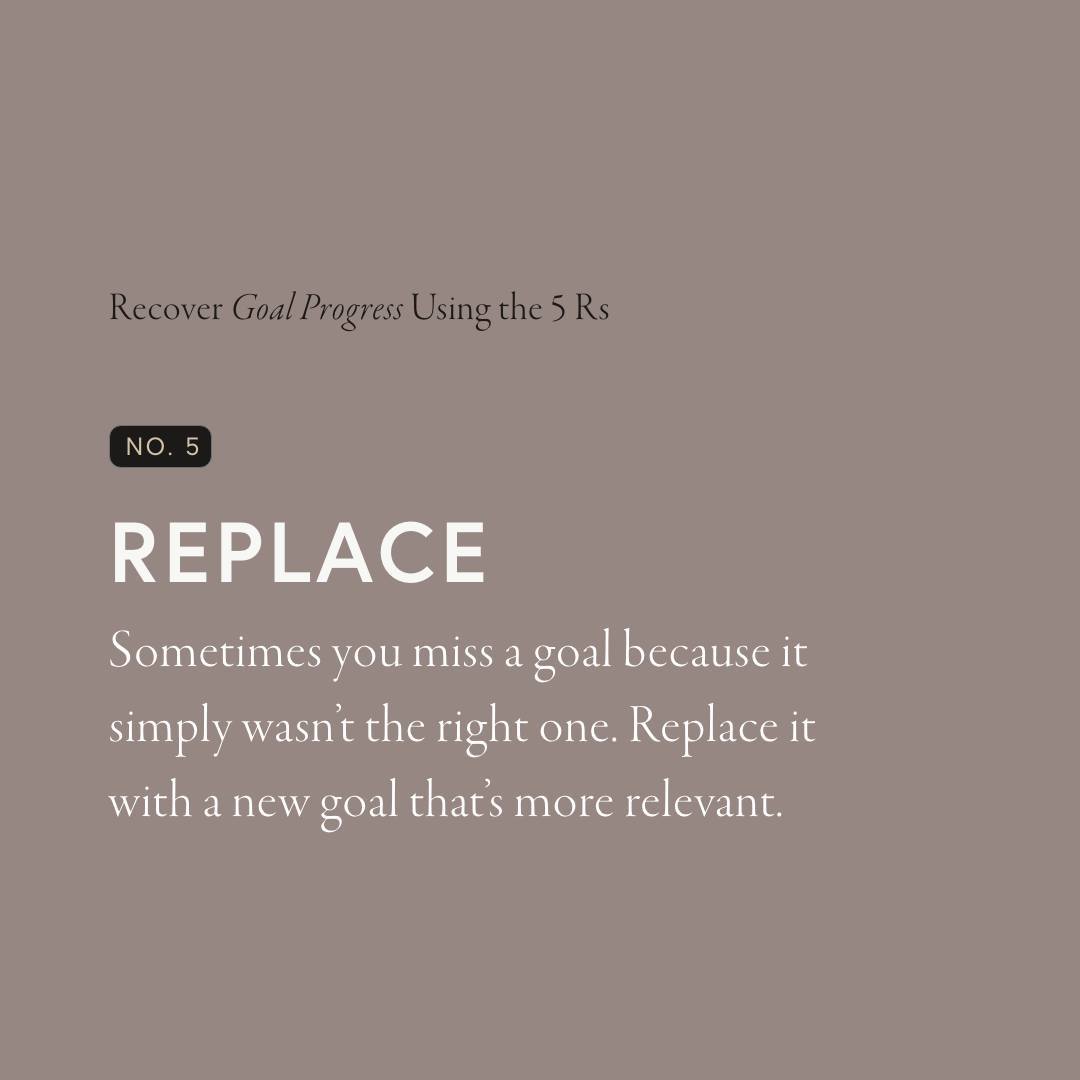 Recover Goal Progress Using the 5 Rs
NO. 5
REPLACE
Sometimes you miss a goal because it
simply wasn’t the right one. Replace it
with a new goal that’s more relevant.